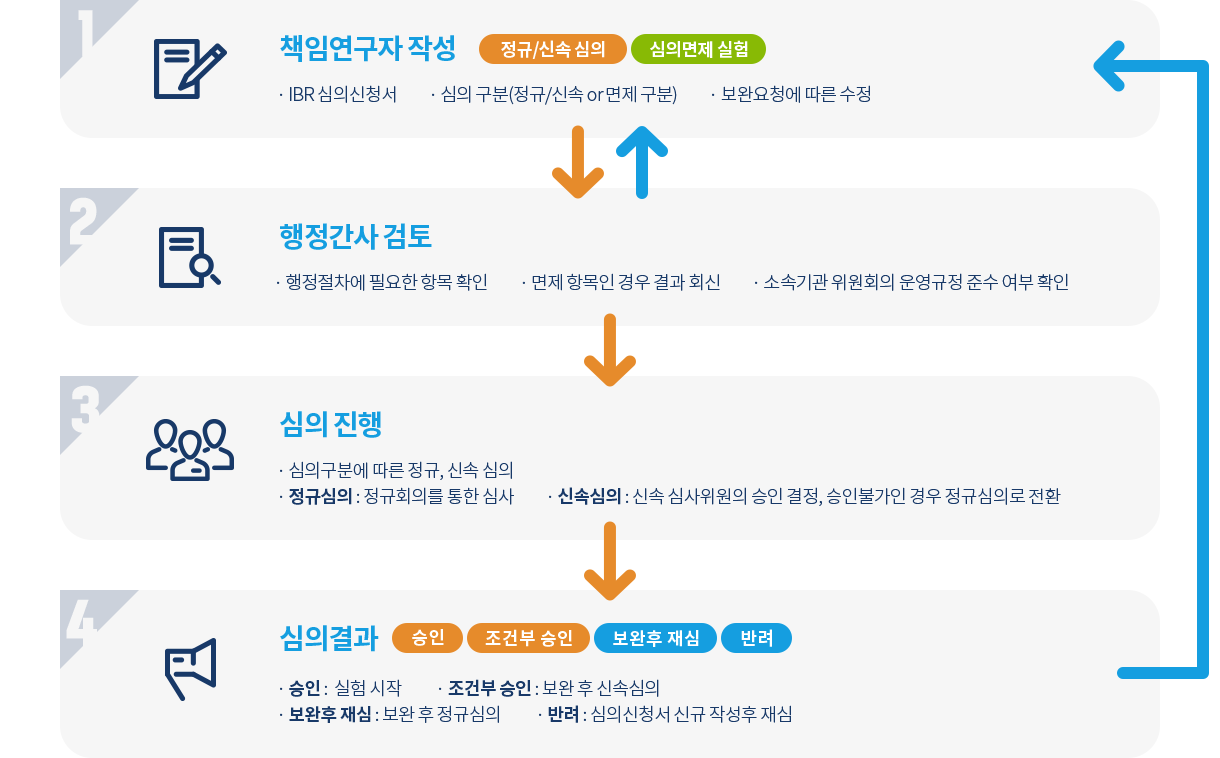 1
책임연구자 작성 정규/신속 심의 심의면제 실험
· IBR 심의신청서 · 심의 구분(정규/신속 or 면제 구분) · 보완요청에 따른 수정
2
행정간사 검토
· 행정절차에 필요한 항목 확인 · 면제 항목인 경우 결과 회신 · 소속기관 위원회의 운영규정 준수 여부 확인
3
심의 진행
· 심의구분에 따른 정규, 신속 심의
· 정규심의 : 정규회의를 통한 심사 · 신속심의 : 신속 심사위원의 승인 결정, 승인불가인 경우 정규심의로 전환
4
심의결과 승인 조건부 승인 보완후 재심 반려
· 승인 : 실험 시작 · 조건부 승인 : 보완 후 신속심의
· 보완후 재심 : 보완 후 정규심의 · 반려 : 심의신청서 신규 작성후 재심